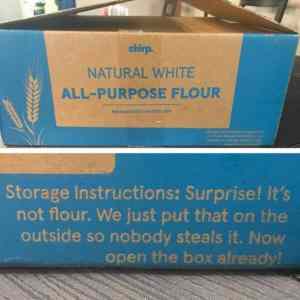 chirp.
NATURAL WHITE
ALL-PURPOSE FLOUR
Storage Instructions: Surprise! It's
not flour. We just put that on the
outside so nobody steals it. Now
open the box already!